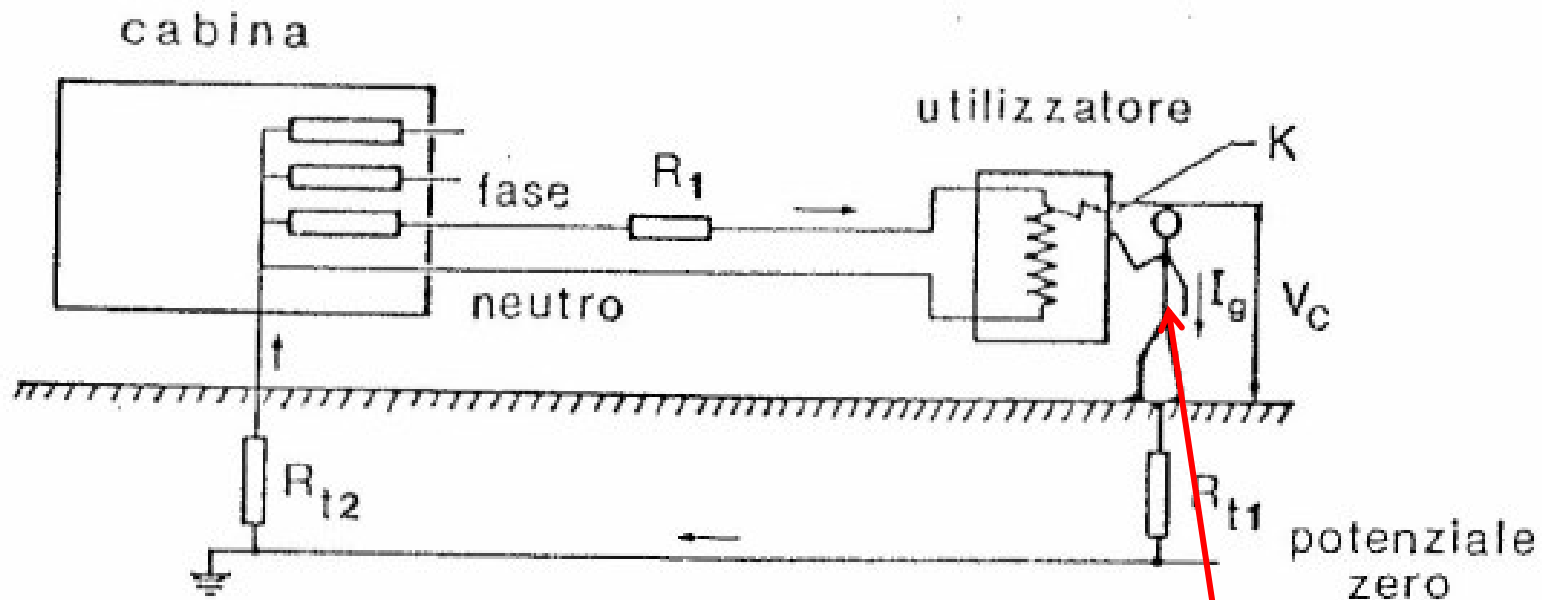 cabina
utilizzatore
K
R1
fase
Ig
Vc
neutro
Rt2
Rt1
potenziale
zero